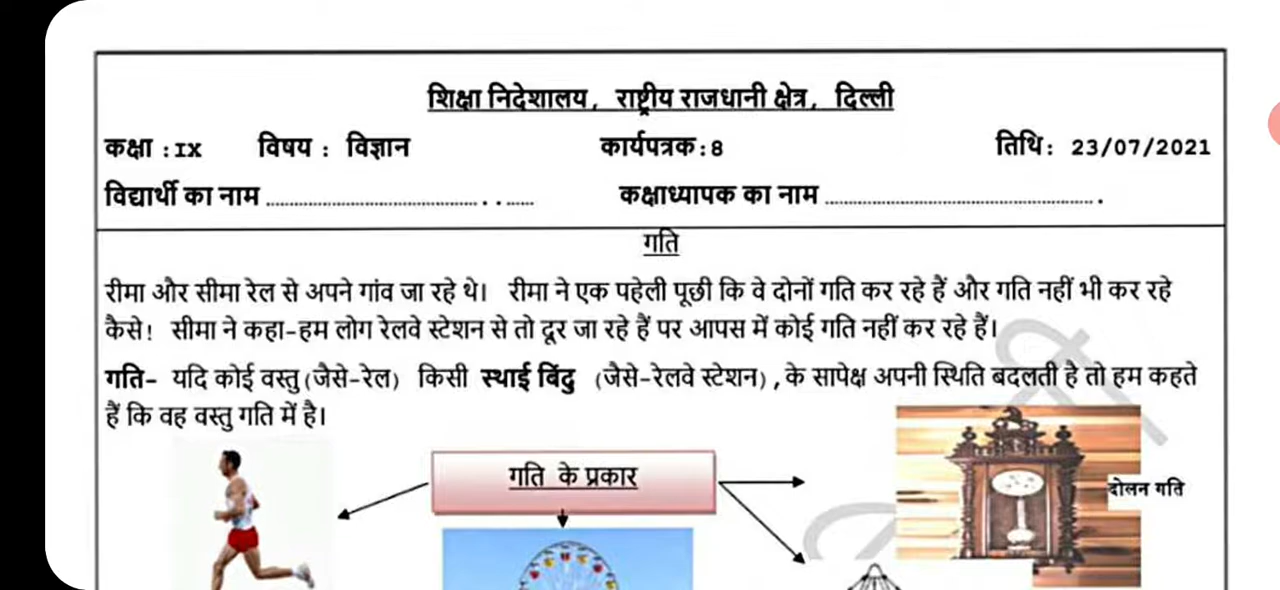 शिक्षा निदेशालय, राष्ट्रीय राजधानी क्षेत्र, दिल्ली
कक्षा :IX विषय : विज्ञान कार्यपत्रक:8 तिथि: 23/07/2021
विद्यार्थी का नाम ........................................ कक्षाध्यापक का नाम ........................................
गति
रीमा और सीमा रेल से अपने गांव जा रहे थे। रीमा ने एक पहेली पूछी कि वे दोनों गति कर रहे हैं और गति नहीं भी कर रहे
कैसे! सीमा ने कहा-हम लोग रेलवे स्टेशन से तो दूर जा रहे हैं पर आपस में कोई गति नहीं कर रहे हैं।
गति- यदि कोई वस्तु (जैसे-रेल) किसी स्थाई बिंदु (जैसे-रेलवे स्टेशन), के सापेक्ष अपनी स्थिति बदलती है तो हम कहते
हैं कि वह वस्तु गति में है।
गति के प्रकार
दोलन गति